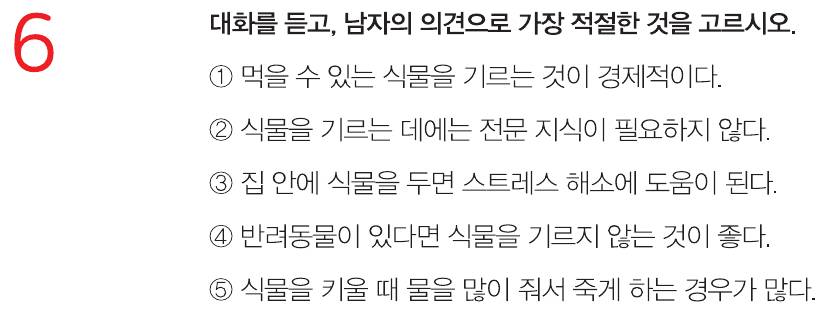 6
대화를 듣고, 남자의 의견으로 가장 적절한 것을 고르시오.
① 먹을 수 있는 식물을 기르는 것이 경제적이다.
② 식물을 기르는 데에는 전문 지식이 필요하지 않다.
③ 집 안에 식물을 두면 스트레스 해소에 도움이 된다.
④ 반려동물이 있다면 식물을 기르지 않는 것이 좋다.
⑤ 식물을 키울 때 물을 많이 줘서 죽게 하는 경우가 많다.